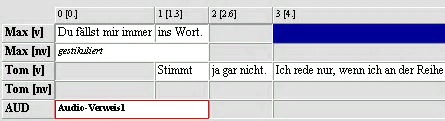 0 [0.] 1 [1.3] 2 [2.6] 3 [4.]
Max [v] Du fällst mir immer ins Wort.
Max [nv] gestikuliert
Tom [v] Stimmt ja gar nicht. Ich rede nur, wenn ich an der Reihe
Tom [nv]
AUD Audio-Verweis1